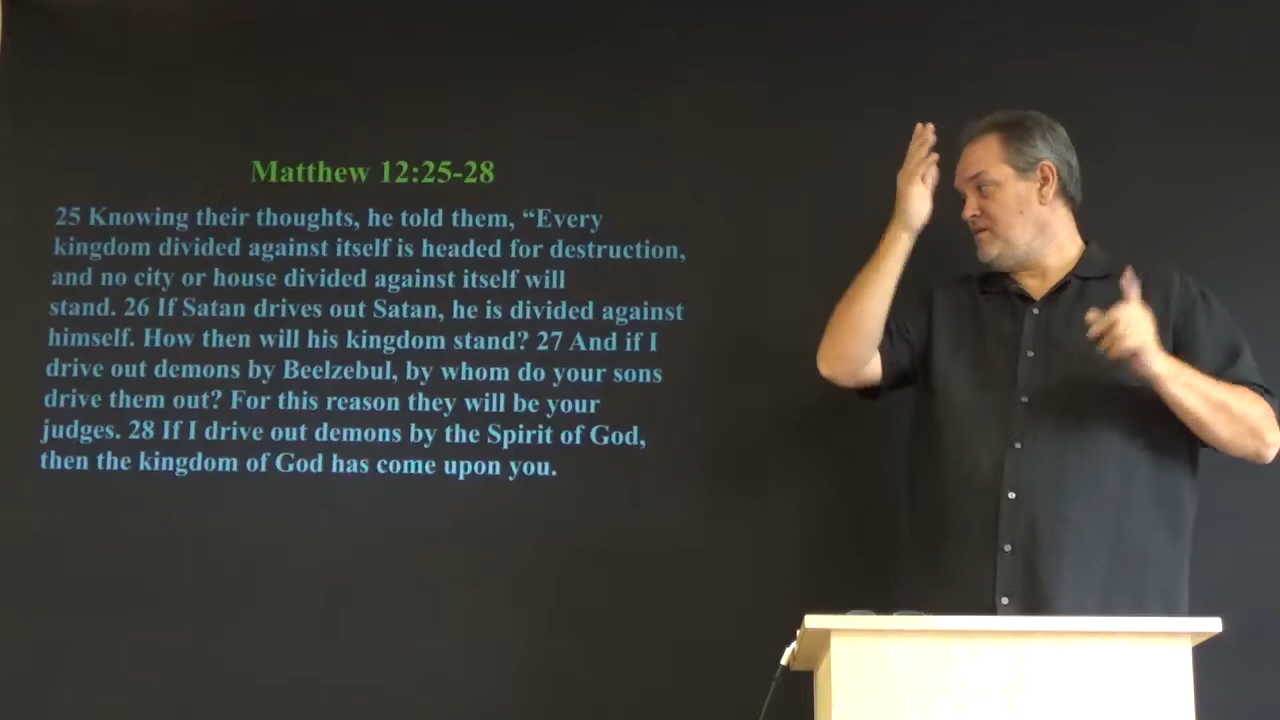 Matthew 12:25-28
25 Knowing their thoughts, he told them, “Every
kingdom divided against itself is headed for destruction,
and no city or house divided against itself will
stand. 26 If Satan drives out Satan, he is divided against
himself. How then will his kingdom stand? 27 And if I
drive out demons by Beelzebul, by whom do your sons
drive them out? For this reason they will be your
judges. 28 If I drive out demons by the Spirit of God,
then the kingdom of God has come upon you.